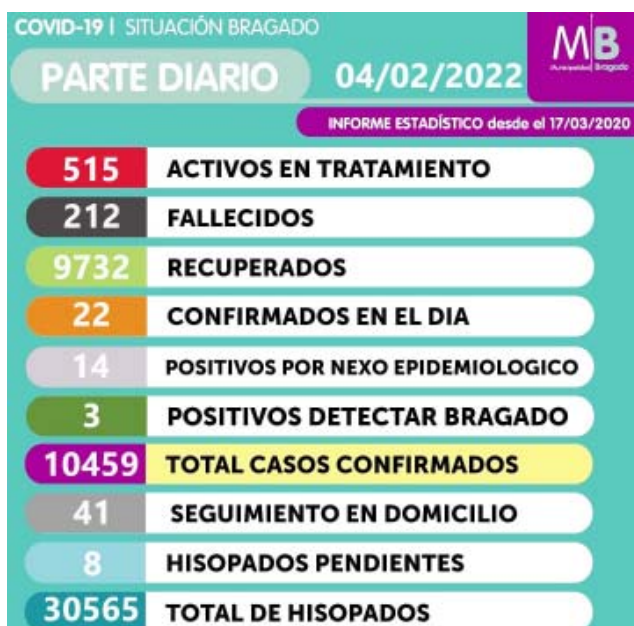 COVID-19 | SITUACIÓN BRAGADO
MB
Municipalidad Bragado
PARTE DIARIO 04/02/2022
INFORME ESTADÍSTICO desde el 17/03/2020
515 ACTIVOS EN TRATAMIENTO
212 FALLECIDOS
9732 RECUPERADOS
22 CONFIRMADOS EN EL DIA
14 POSITIVOS POR NEXO EPIDEMIOLOGICO
3 POSITIVOS DETECTAR BRAGADO
10459 TOTAL CASOS CONFIRMADOS
41 SEGUIMIENTO EN DOMICILIO
8 HISOPADOS PENDIENTES
30565 TOTAL DE HISOPADOS